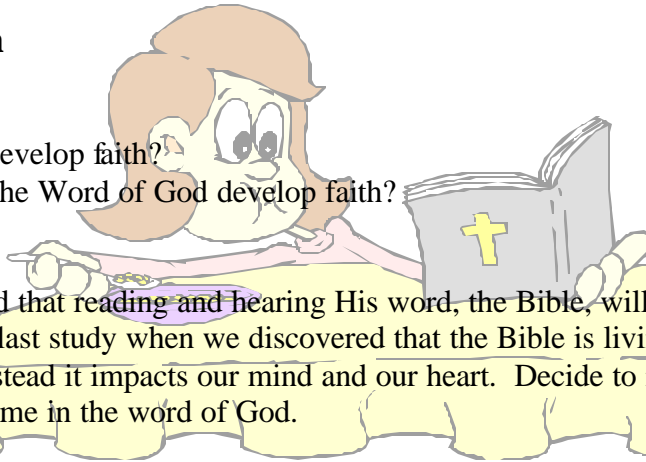 evelop faith?
he Word of God develop faith?
d that reading and hearing His word, the Bible, will
last study when we discovered that the Bible is livi
stead it impacts our mind and our heart.  Decide to
me in the word of God.